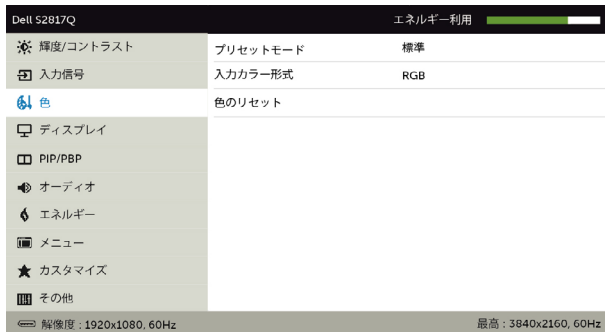 Dell S2817Q エネルギー利用
輝度/コントラスト
プリセットモード 標準
入力信号
入力カラー形式 RGB
色
色のリセット
ディスプレイ
PIP/PBP
オーディオ
エネルギー
メニュー
カスタマイズ
その他
解像度 : 1920x1080, 60Hz 最高 : 3840x2160, 60Hz